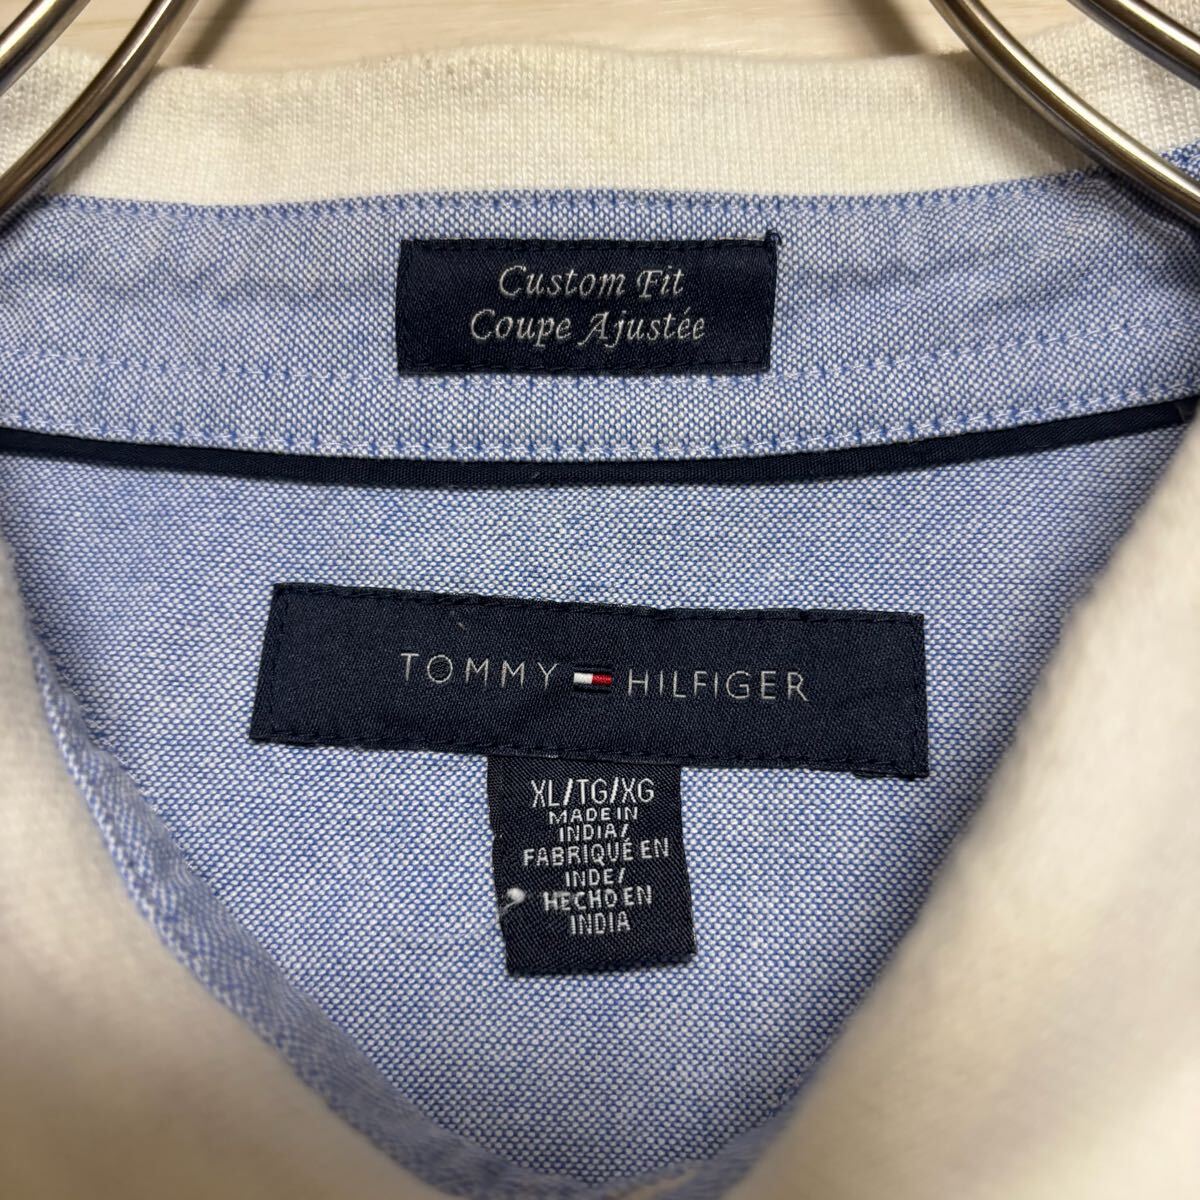 Custom Fit
Coupe Ajustée
TOMMY HILFIGER
XL/TG/XG
MADE IN
INDIA/
FABRIQUÉ EN
INDE/
HECHO EN
INDIA